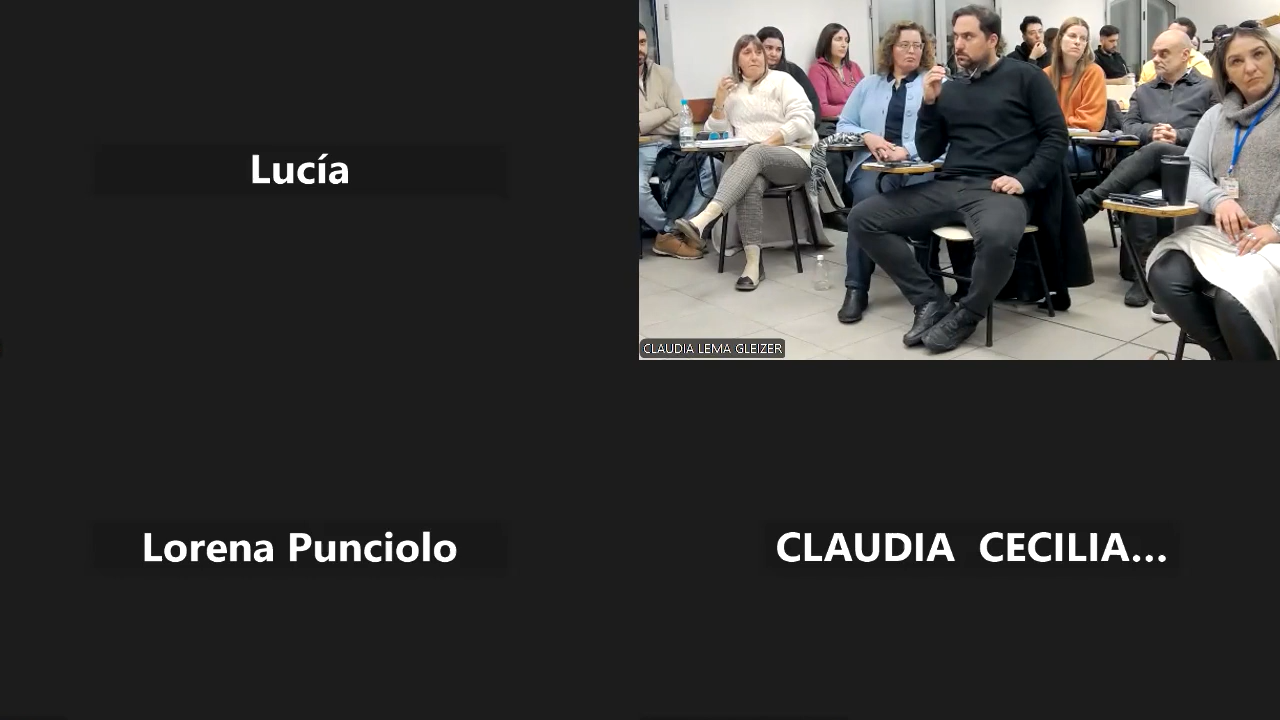 Lucía
CLAUDIA LEMA GLEIZER
Lorena Punciolo
CLAUDIA CECILIA...